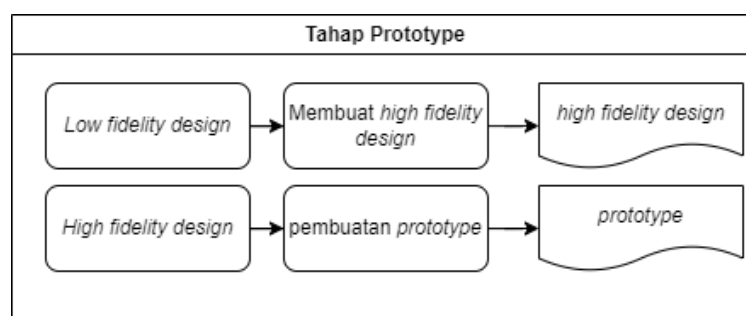 Tahap Prototype
Low fidelity design
Membuat high fidelity
design
high fidelity design
High fidelity design
pembuatan prototype
prototype